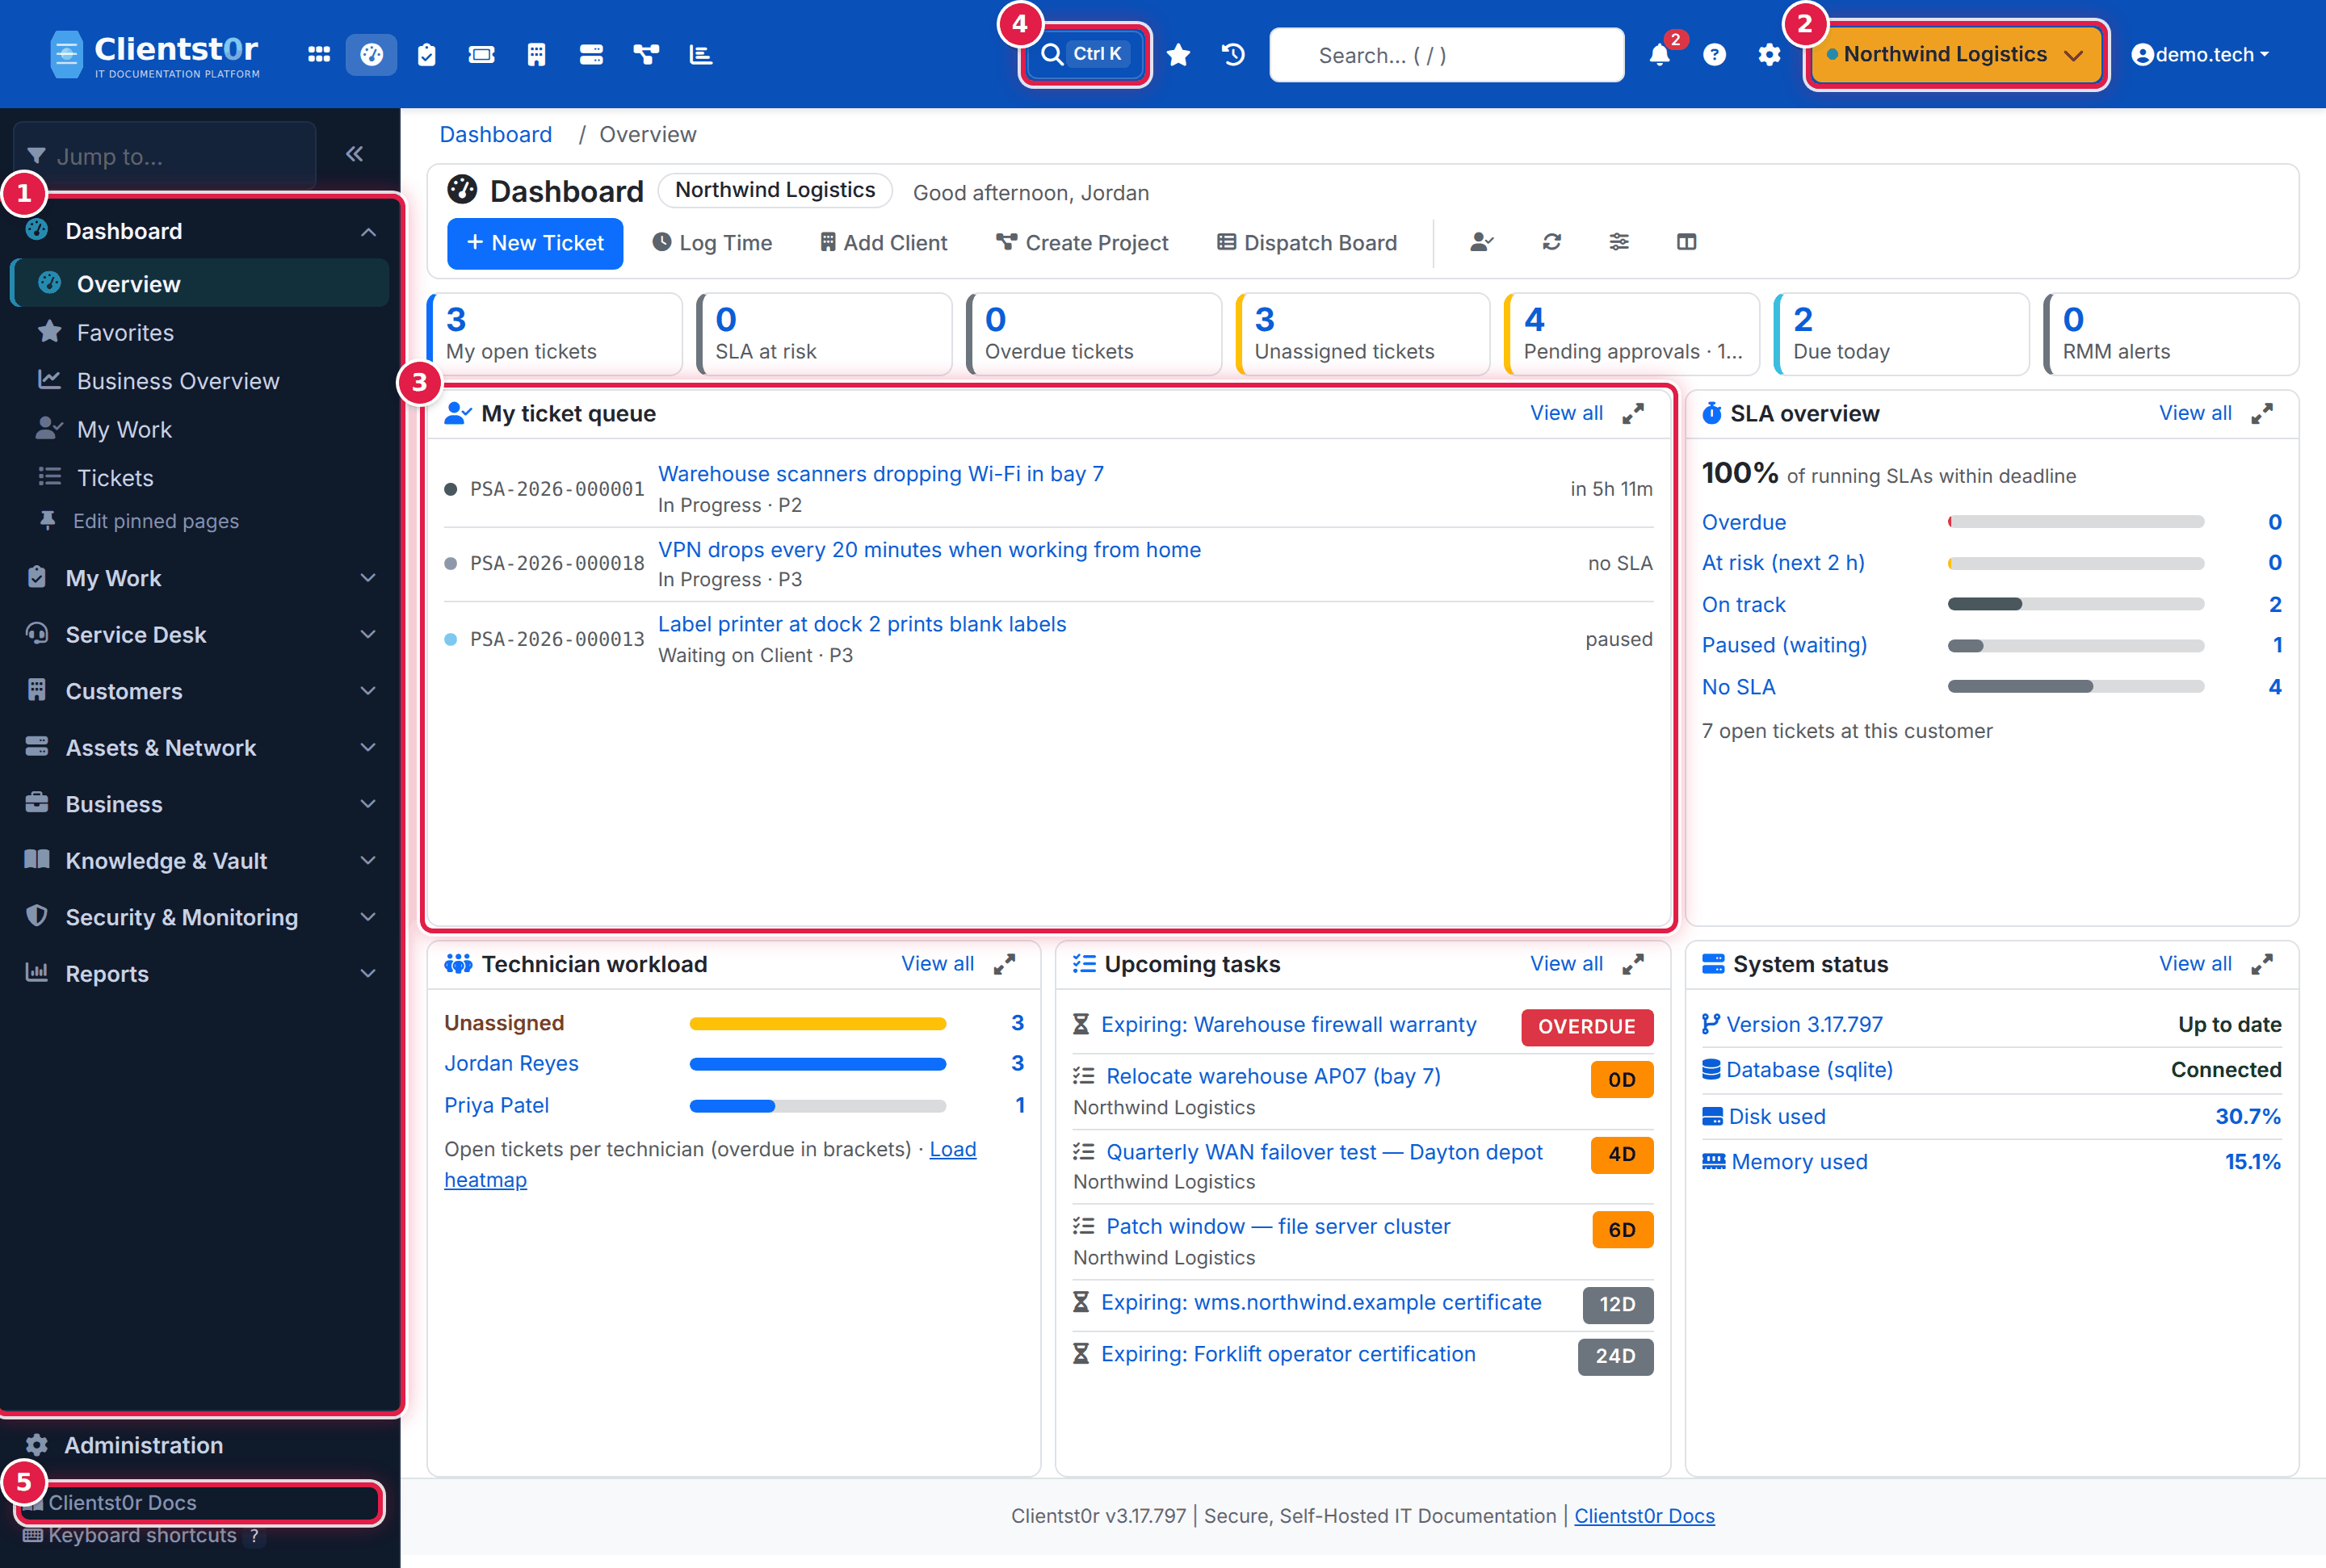 Clientst0r
IT DOCUMENTATION PLATFORM
4
Ctrl K
Search... ( / )
2
2
Northwind Logistics
demo.tech
Jump to...
1
Dashboard
Overview
Favorites
Business Overview
My Work
Tickets
Edit pinned pages
My Work
Service Desk
Customers
Assets & Network
Business
Knowledge & Vault
Security & Monitoring
Reports
Administration
5
Clientst0r Docs
Keyboard shortcuts ?
Dashboard / Overview
Dashboard Northwind Logistics Good afternoon, Jordan
+ New Ticket Log Time Add Client Create Project Dispatch Board
3
My open tickets
0
SLA at risk
0
Overdue tickets
3
Unassigned tickets
4
Pending approvals · 1...
2
Due today
0
RMM alerts
3
My ticket queue View all
PSA-2026-000001 Warehouse scanners dropping Wi-Fi in bay 7 in 5h 11m
In Progress · P2
PSA-2026-000018 VPN drops every 20 minutes when working from home no SLA
In Progress · P3
PSA-2026-000013 Label printer at dock 2 prints blank labels paused
Waiting on Client · P3
SLA overview View all
100% of running SLAs within deadline
Overdue 0
At risk (next 2 h) 0
On track 2
Paused (waiting) 1
No SLA 4
7 open tickets at this customer
Technician workload View all
Unassigned 3
Jordan Reyes 3
Priya Patel 1
Open tickets per technician (overdue in brackets) · Load
heatmap
Upcoming tasks View all
Expiring: Warehouse firewall warranty OVERDUE
Relocate warehouse AP07 (bay 7) 0D
Northwind Logistics
Quarterly WAN failover test — Dayton depot 4D
Northwind Logistics
Patch window — file server cluster 6D
Northwind Logistics
Expiring: wms.northwind.example certificate 12D
Expiring: Forklift operator certification 24D
System status View all
Version 3.17.797 Up to date
Database (sqlite) Connected
Disk used 30.7%
Memory used 15.1%
Clientst0r v3.17.797 | Secure, Self-Hosted IT Documentation | Clientst0r Docs